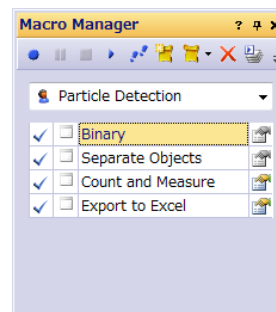 Macro Manager
Particle Detection
Binary
Separate Objects
Count and Measure
Export to Excel